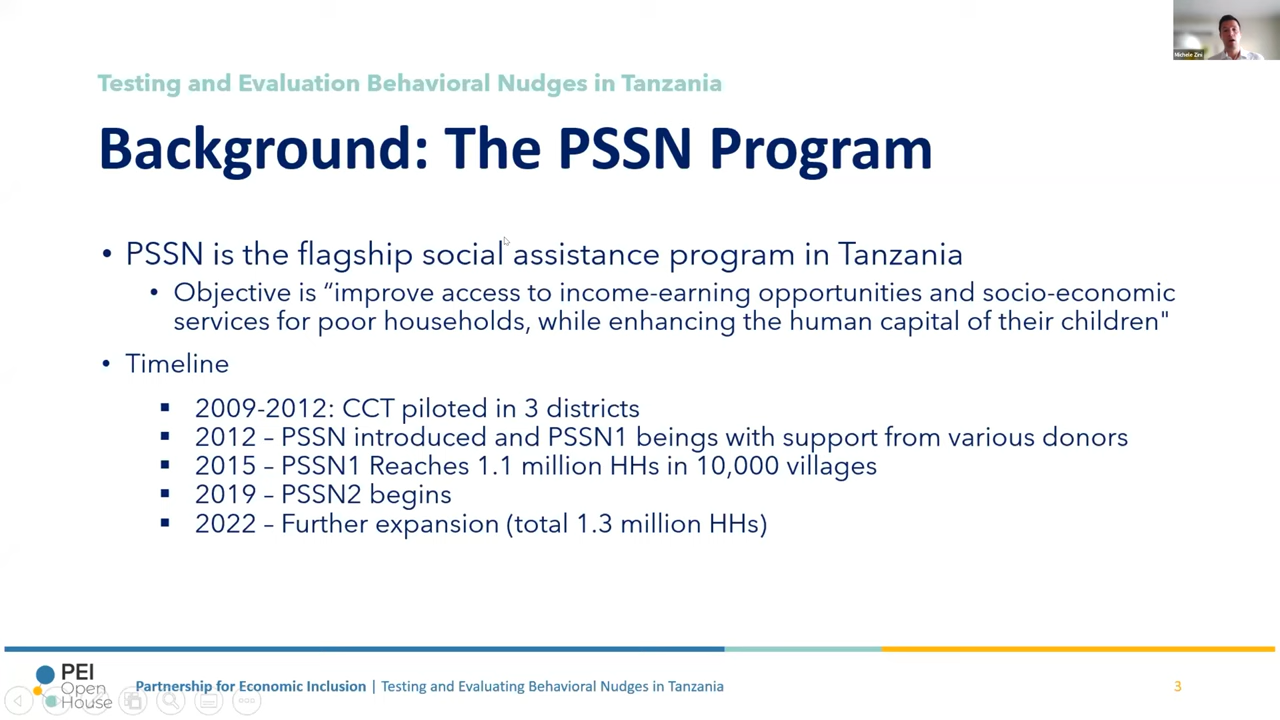 Michele Zini
Testing and Evaluation Behavioral Nudges in Tanzania
Background: The PSSN Program
• PSSN is the flagship social assistance program in Tanzania
• Objective is “improve access to income-earning opportunities and socio-economic
services for poor households, while enhancing the human capital of their children"
• Timeline
▪ 2009-2012: CCT piloted in 3 districts
▪ 2012 – PSSN introduced and PSSN1 beings with support from various donors
▪ 2015 – PSSN1 Reaches 1.1 million HHs in 10,000 villages
▪ 2019 – PSSN2 begins
▪ 2022 – Further expansion (total 1.3 million HHs)
PEI
Open
House
Partnership for Economic Inclusion | Testing and Evaluating Behavioral Nudges in Tanzania
3